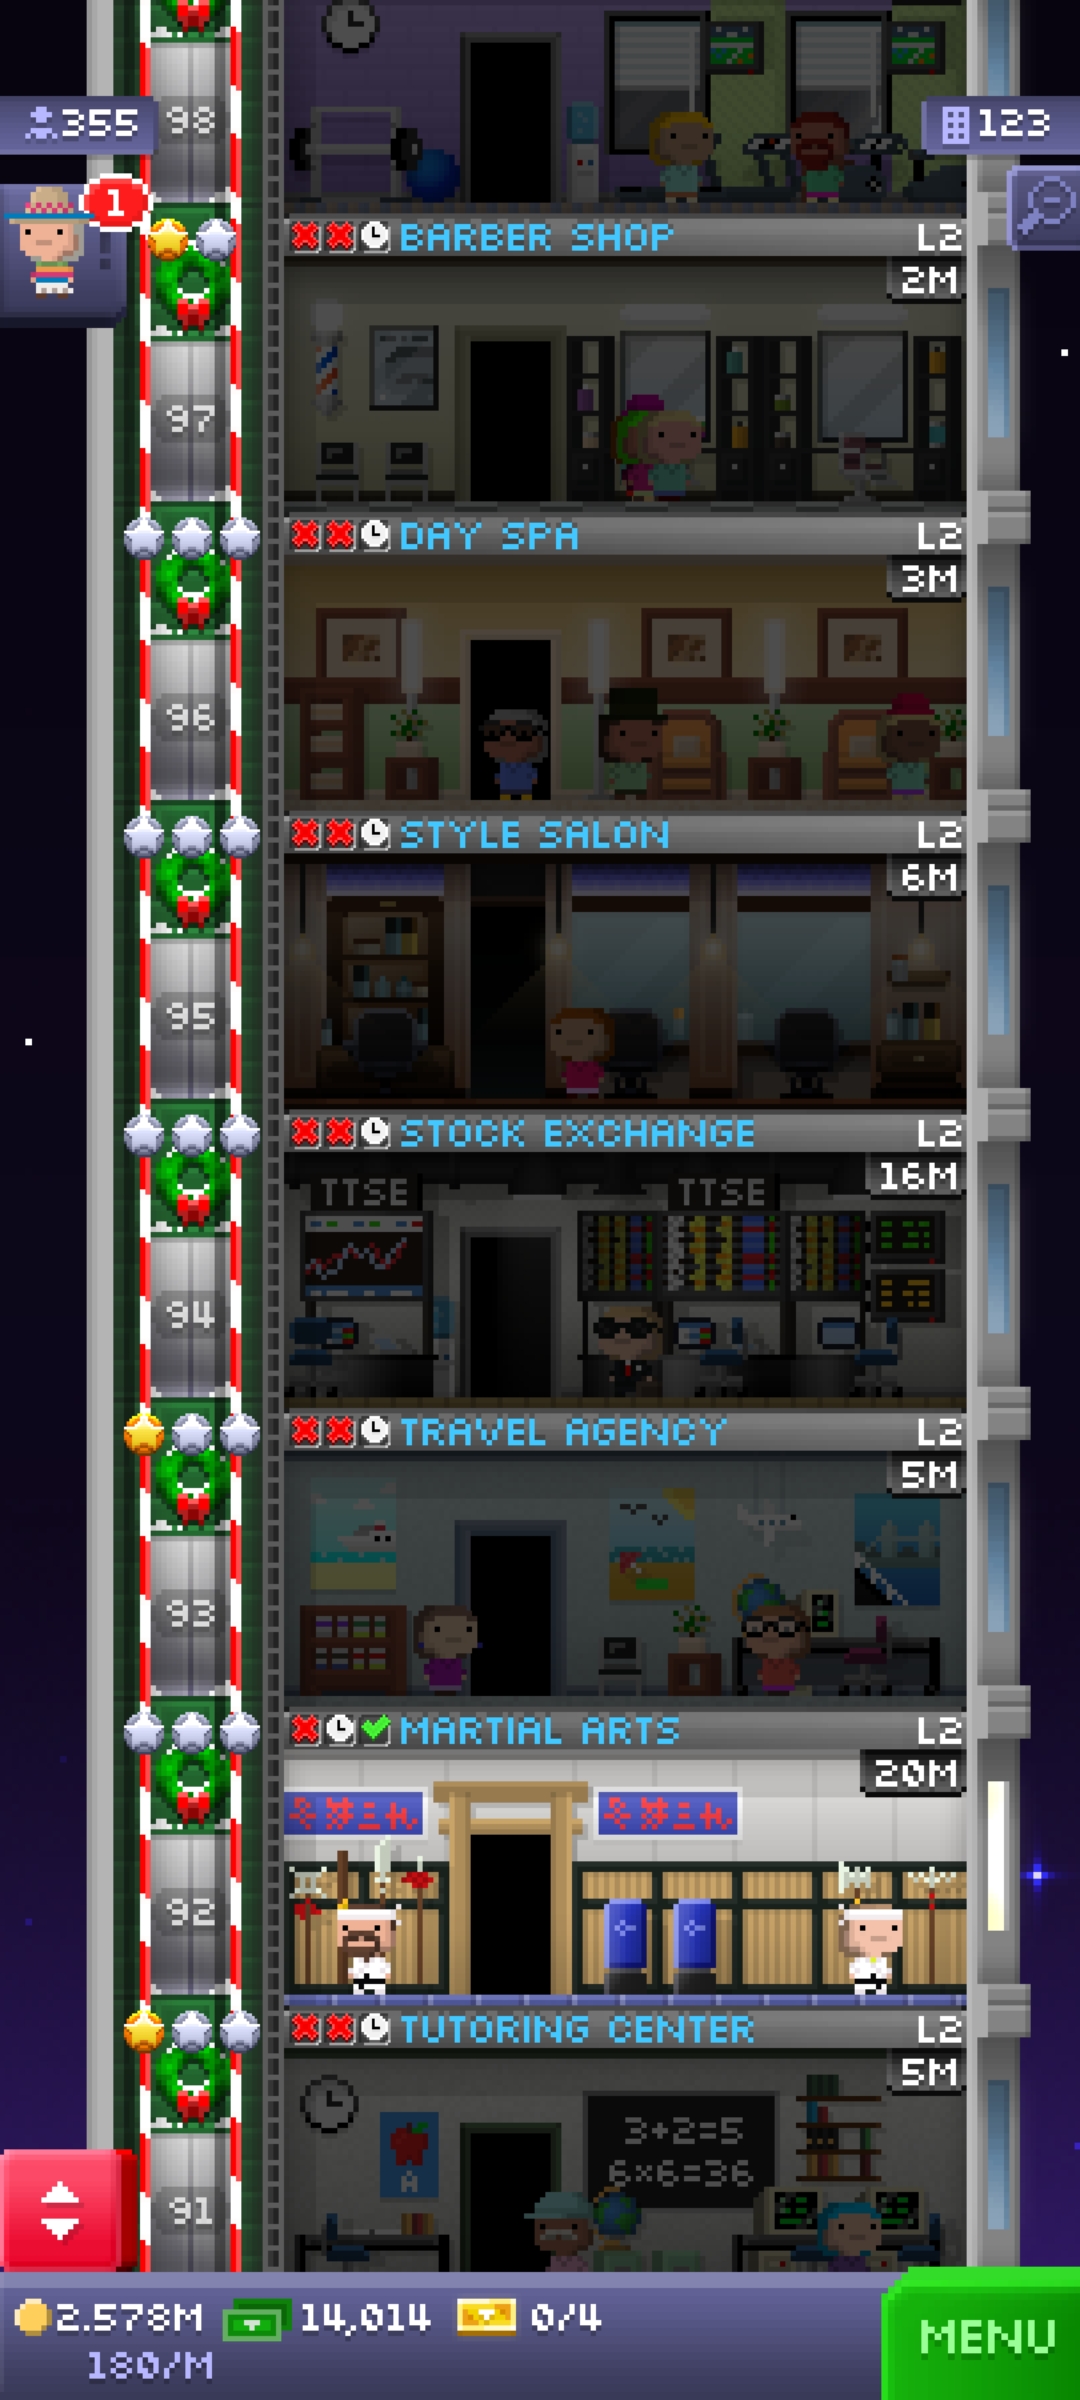 98
355
123
1
BARBER SHOP L2
2M
97
DAY SPA L2
3M
96
STYLE SALON L2
6M
95
STOCK EXCHANGE L2
16M
TTSE TTSE
94
TRAVEL AGENCY L2
5M
93
MARTIAL ARTS L2
20M
92
TUTORING CENTER L2
5M
3+2=5
6×6=36
A
91
2.578M 14,014 0/4
180/M
MENU